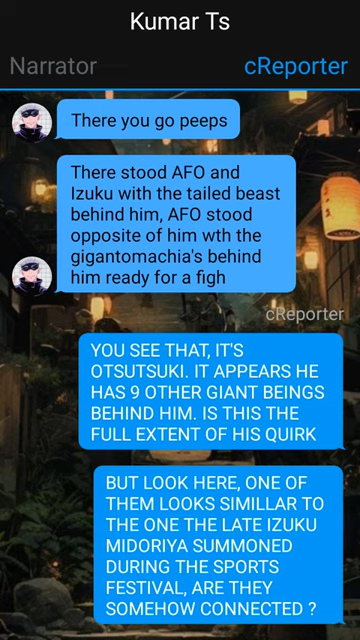 Kumar Ts
Narrator
cReporter
There you go peeps
There stood AFO and
Izuku with the tailed beast
behind him, AFO stood
opposite of him wth the
gigantomachia's behind
him ready for a figh
cReporter
YOU SEE THAT, IT'S
OTSUTSUKI. IT APPEARS HE
HAS 9 OTHER GIANT BEINGS
BEHIND HIM. IS THIS THE
FULL EXTENT OF HIS QUIRK
BUT LOOK HERE, ONE OF
THEM LOOKS SIMILLAR TO
THE ONE THE LATE IZUKU
MIDORIYA SUMMONED
DURING THE SPORTS
FESTIVAL, ARE THEY
SOMEHOW CONNECTED ?